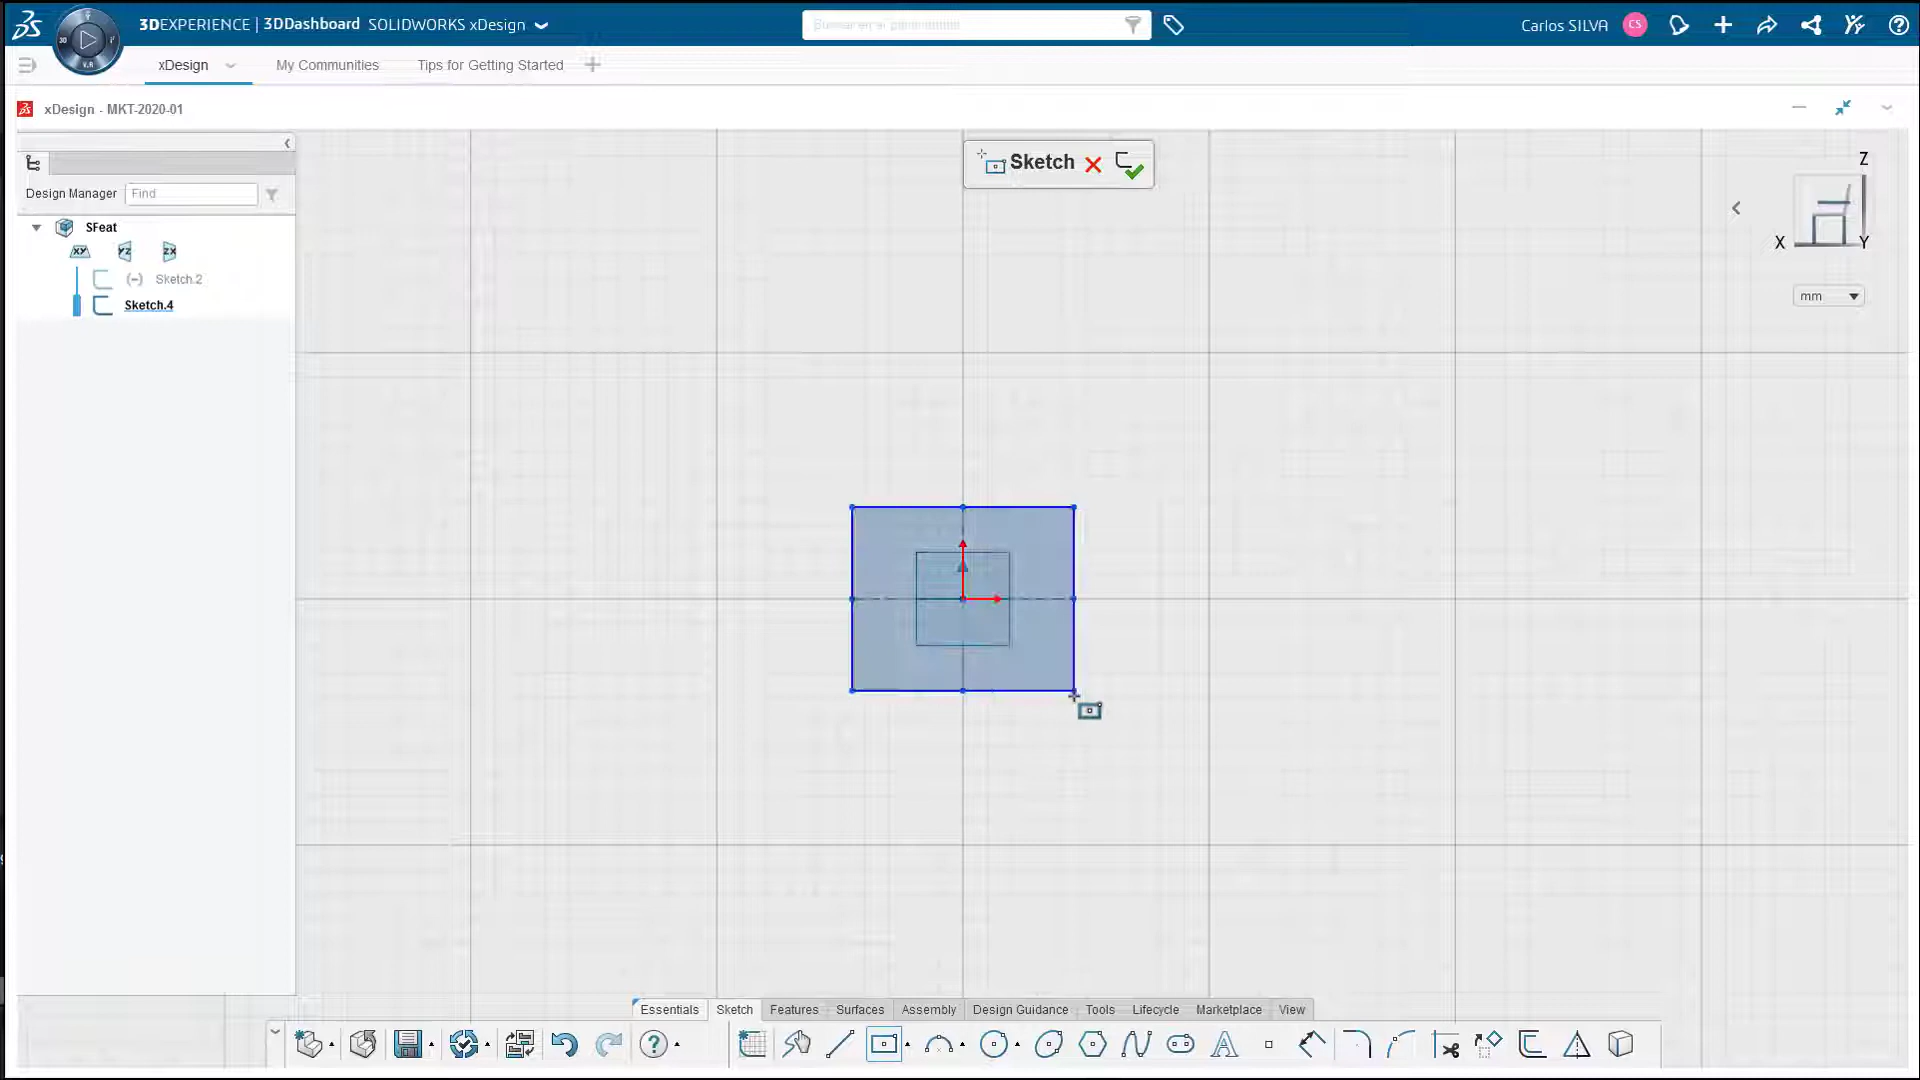 3DEXPERIENCE | 3DDashboard SOLIDWORKS xDesign
Carlos SILVA CS
3D i² V.R
xDesign My Communities Tips for Getting Started
xDesign - MKT-2020-01
Sketch
Design Manager Find
SFeat
XY YZ ZX
(-) Sketch.2
Sketch.4
Z
X Y
mm
Essentials Sketch Features Surfaces Assembly Design Guidance Tools Lifecycle Marketplace View